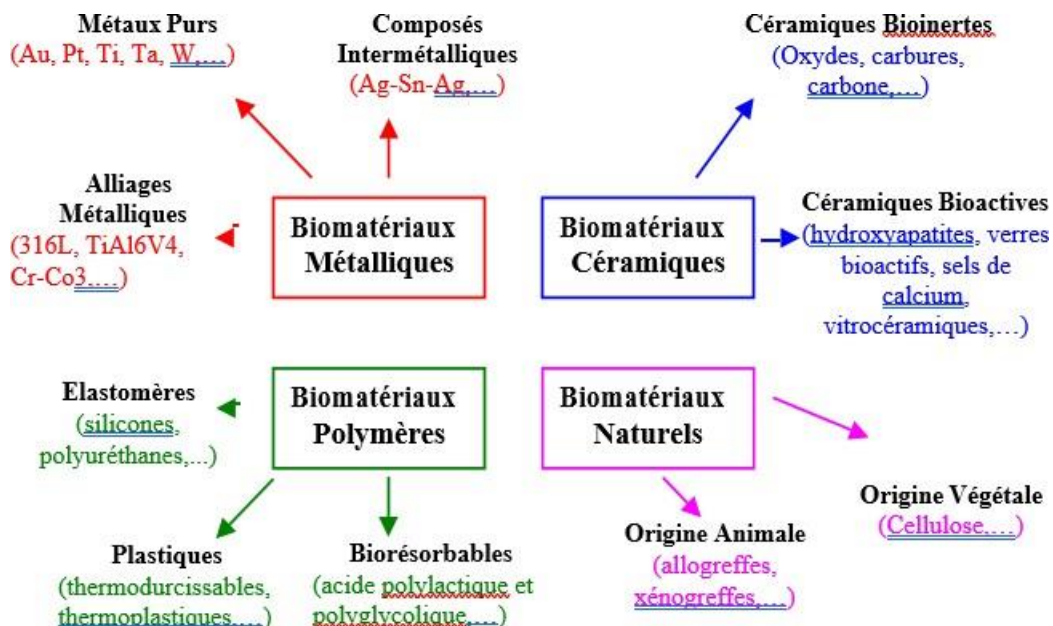 Métaux Purs
(Au, Pt, Ti, Ta, W,…)
Composés
Intermétalliques
(Ag-Sn-Ag,…)
Céramiques Bioinertes
(Oxydes, carbures,
carbone,…)
Alliages
Métalliques
(316L, TiAl6V4,
Cr-Co3,…)
Biomatériaux
Métalliques
Biomatériaux
Céramiques
Céramiques Bioactives
(hydroxyapatites, verres
bioactifs, sels de
calcium,
vitrocéramiques,…)
Elastomères
(silicones,
polyuréthanes,...)
Biomatériaux
Polymères
Biomatériaux
Naturels
Origine Végétale
(Cellulose,…)
Plastiques
(thermodurcissables,
thermoplastiques,…)
Biorésorbables
(acide polylactique et
polyglycolique,…)
Origine Animale
(allogreffes,
xénogreffes,…)